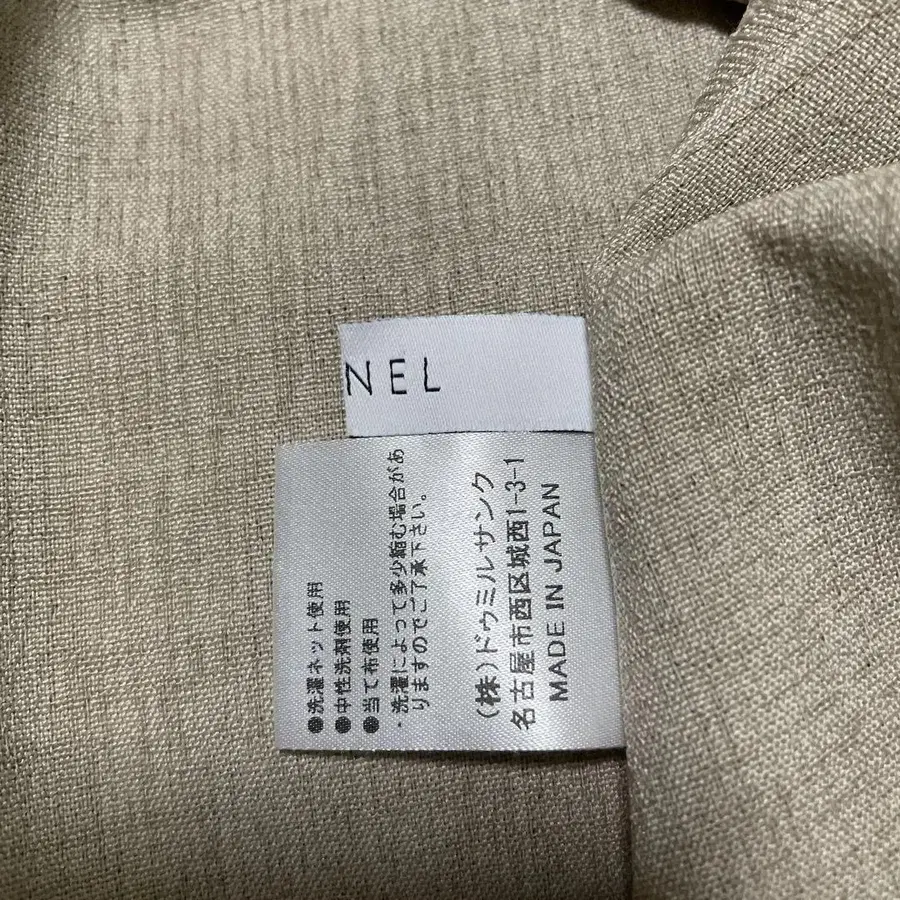 NEL
●洗濯ネット使用
●中性洗剤使用
●当て布使用
・洗濯によって多少縮む場合があ
りますのでご了承下さい。
(株)ドゥミルサンク
名古屋市西区城西1-3-1
MADE IN JAPAN